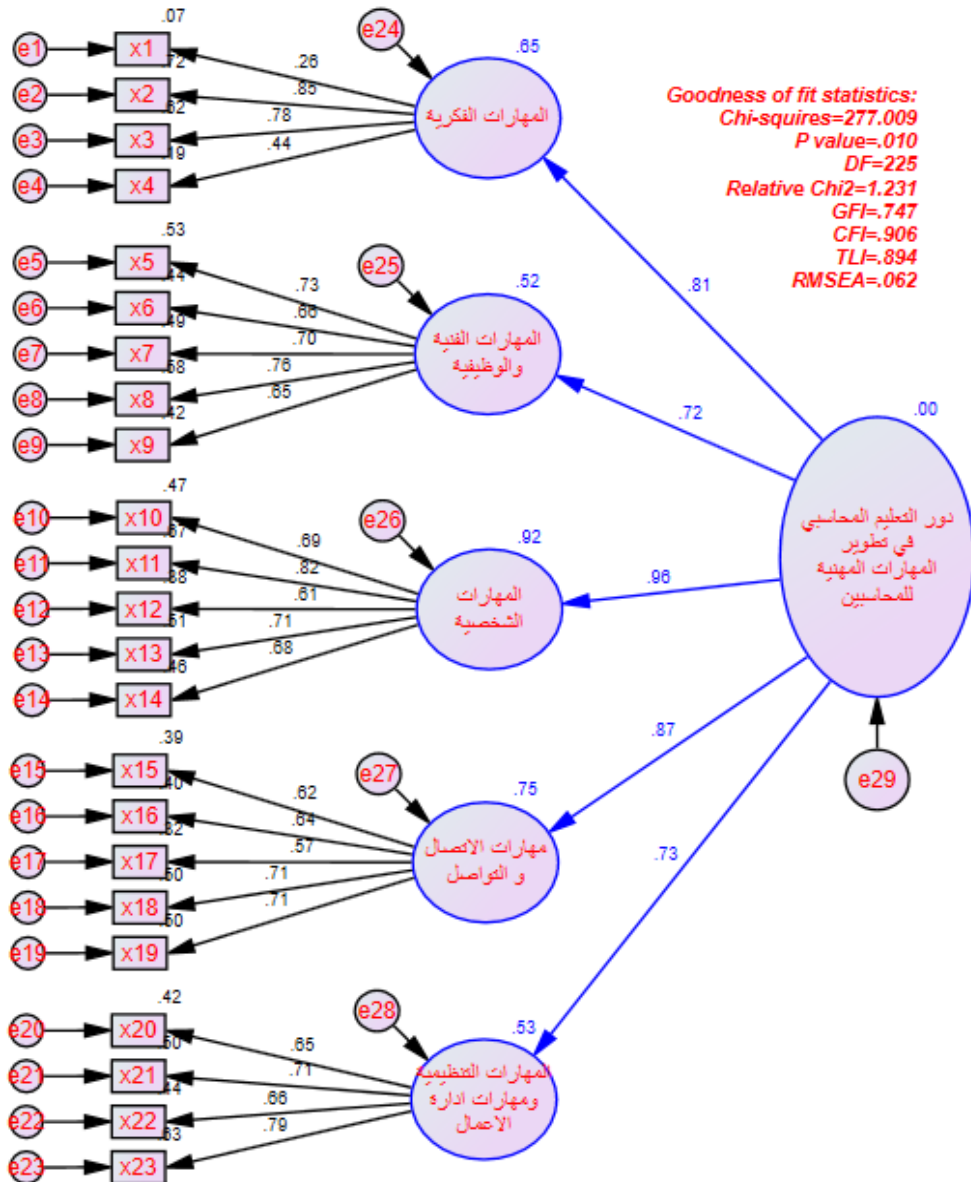 .07
e1
x1
.72
e2
x2
.62
e3
x3
.19
e4
x4
.26
.85
.78
.44
e24
.65
المهارات الفكرية
Goodness of fit statistics:
Chi-squires=277.009
P value=.010
DF=225
Relative Chi2=1.231
GFI=.747
CFI=.906
TLI=.894
RMSEA=.062
.81
.53
e5
x5
.44
e6
x6
.49
e7
x7
.58
e8
x8
.42
e9
x9
.73
.66
.70
.76
.65
e25
.52
المهارات الفنية
والوظيفية
.72
.00
دور التعليم المحاسبي
في تطوير
المهارات المهنية
للمحاسبين
e29
.47
e10
x10
.67
e11
x11
.38
e12
x12
.51
e13
x13
.46
e14
x14
.69
.82
.61
.71
.68
e26
.92
المهارات
الشخصية
.96
.39
e15
x15
.40
e16
x16
.32
e17
x17
.50
e18
x18
.50
e19
x19
.62
.64
.57
.71
.71
e27
.75
مهارات الاتصال
و التواصل
.87
.42
e20
x20
.50
e21
x21
.44
e22
x22
.63
e23
x23
.65
.71
.66
.79
e28
.53
المهارات التنظيمية
ومهارات ادارة
الاعمال
.73